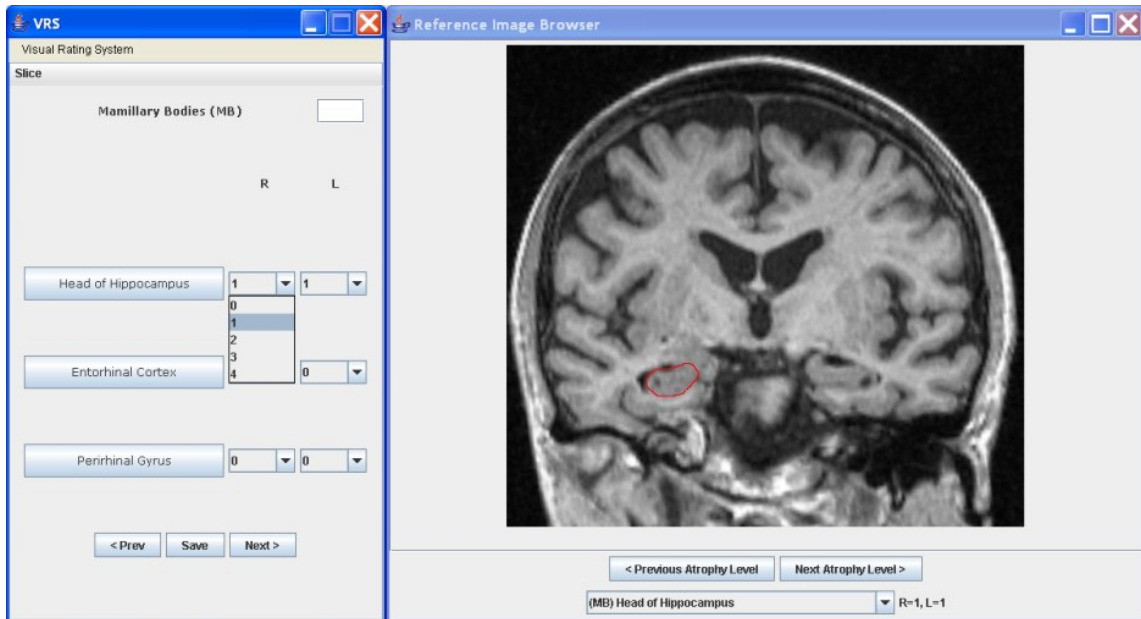 VRS
Visual Rating System
Slice
Mamillary Bodies (MB)
R L
Head of Hippocampus 1 1
0
1
2
3
4
Entorhinal Cortex 0
Perirhinal Gyrus 0 0
< Prev Save Next >
Reference Image Browser
< Previous Atrophy Level Next Atrophy Level >
(MB) Head of Hippocampus R=1, L=1